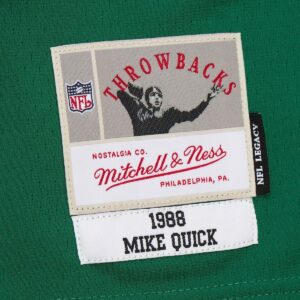 THROWBACKS
NFL
NOSTALGIA CO.
Mitchell & Ness
PHILADELPHIA, PA.
NFL LEGACY
1988
MIKE QUICK